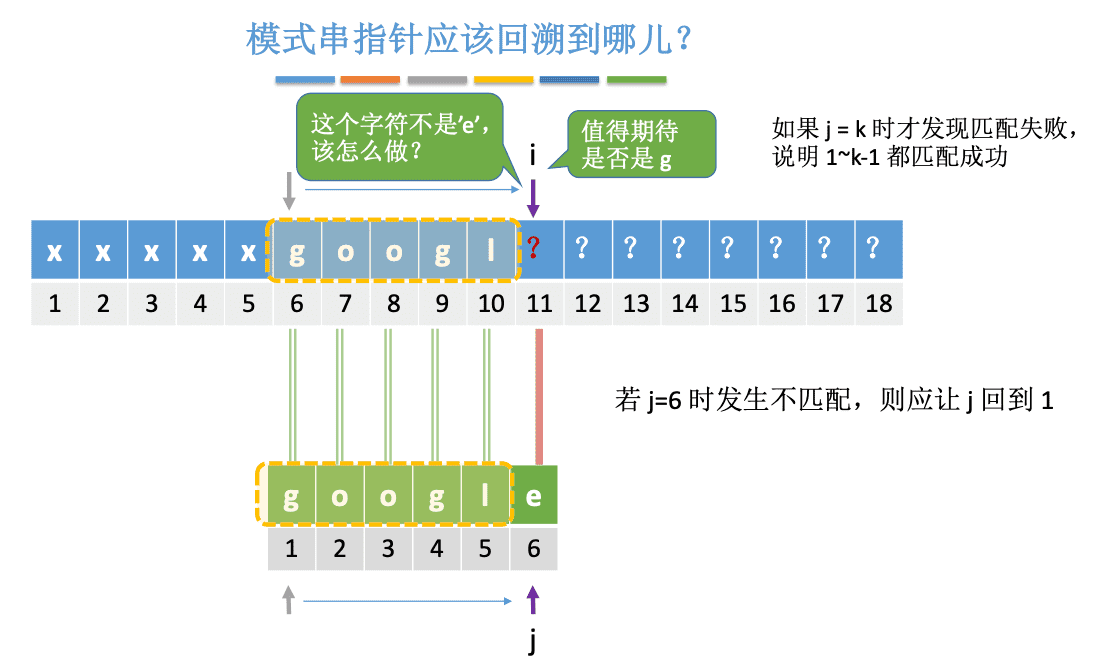 模式串指针应该回溯到哪儿？
这个字符不是’e’，
该怎么做？
i
值得期待
是否是 g
如果 j = k 时才发现匹配失败，
说明 1~k-1 都匹配成功
x x x x x g o o g l ? ? ? ? ? ? ? ?
1 2 3 4 5 6 7 8 9 10 11 12 13 14 15 16 17 18
若 j=6 时发生不匹配，则应让 j 回到 1
g o o g l e
1 2 3 4 5 6
j